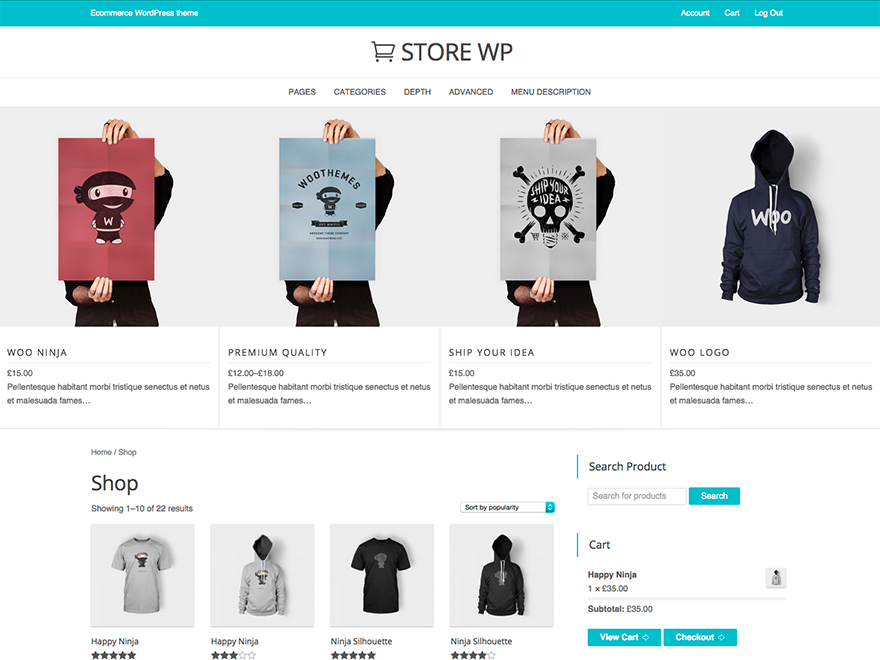 Ecommerce WordPress theme
Account Cart Log Out
STORE WP
PAGES CATEGORIES DEPTH ADVANCED MENU DESCRIPTION
W
WOOTHEMES
AWESOME THEME COMPANY
SHIP YOUR
IDEA
Woo
WOO NINJA
£15.00
Pellentesque habitant morbi tristique senectus et netus
et malesuada fames…
PREMIUM QUALITY
£12.00–£18.00
Pellentesque habitant morbi tristique senectus et netus
et malesuada fames…
SHIP YOUR IDEA
£15.00
Pellentesque habitant morbi tristique senectus et netus
et malesuada fames…
WOO LOGO
£35.00
Pellentesque habitant morbi tristique senectus et netus
et malesuada fames…
Home / Shop
Shop
Showing 1–10 of 22 results
Sort by popularity
Happy Ninja
Happy Ninja
Ninja Silhouette
Ninja Silhouette
Search Product
Search for products
Search
Cart
Happy Ninja
1 × £35.00
Subtotal: £35.00
View Cart ➪ Checkout ➪